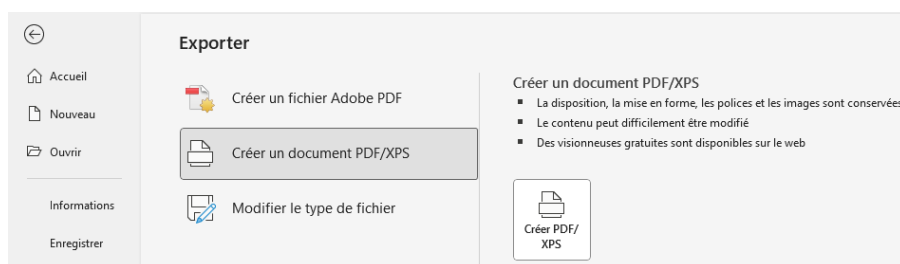 Exporter
Accueil
Nouveau
Ouvrir
Informations
Enregistrer
Créer un fichier Adobe PDF
Créer un document PDF/XPS
Modifier le type de fichier
Créer un document PDF/XPS
La disposition, la mise en forme, les polices et les images sont conservées
Le contenu peut difficilement être modifié
Des visionneuses gratuites sont disponibles sur le web
Créer PDF/
XPS